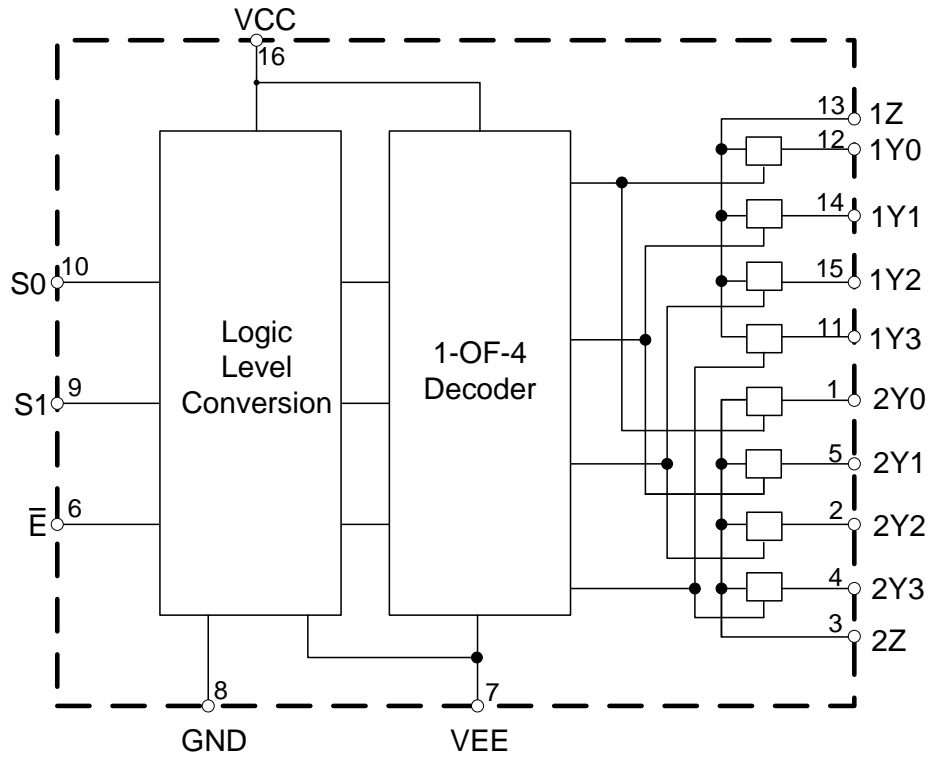 VCC
16
13 1Z
12 1Y0
14 1Y1
15 1Y2
11 1Y3
1 2Y0
5 2Y1
2 2Y2
4 2Y3
3 2Z
S0 10
S1 9
E̅ 6
Logic
Level
Conversion
1-OF-4
Decoder
8
GND
7
VEE